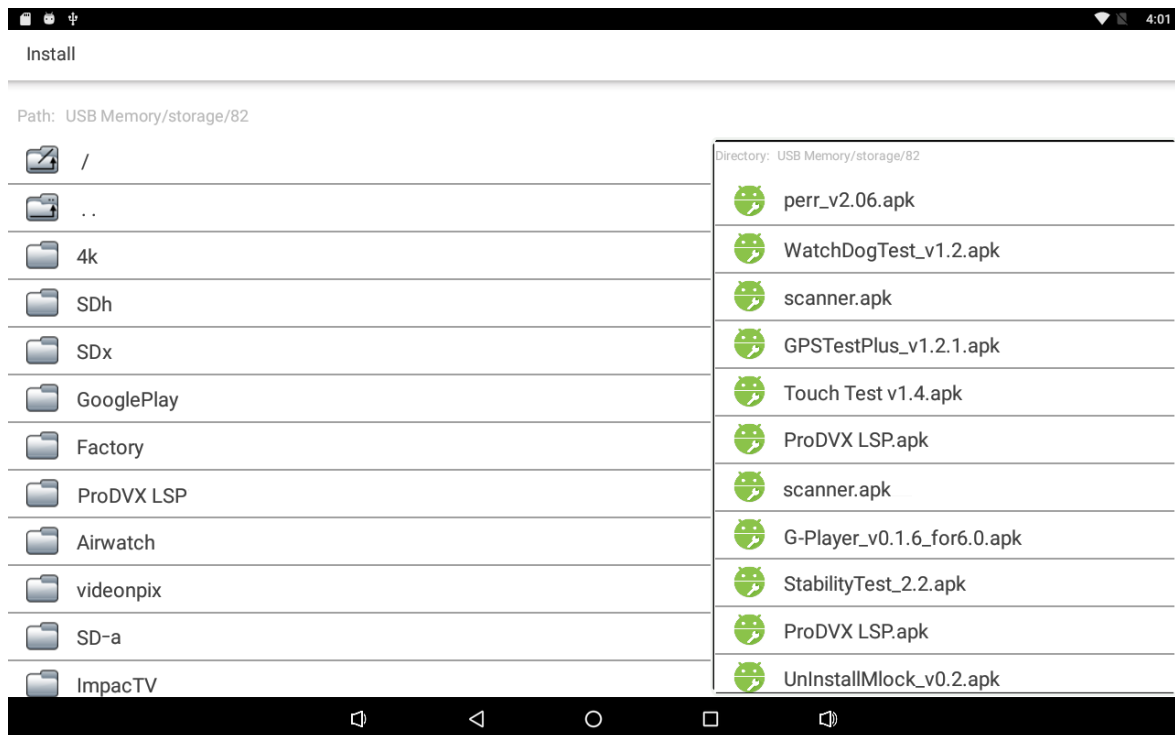 4:01
Install
Path: USB Memory/storage/82
/
..
4k
SDh
SDx
GooglePlay
Factory
ProDVX LSP
Airwatch
videonpix
SD-a
ImpacTV
Directory: USB Memory/storage/82
perr_v2.06.apk
WatchDogTest_v1.2.apk
scanner.apk
GPSTestPlus_v1.2.1.apk
Touch Test v1.4.apk
ProDVX LSP.apk
scanner.apk
G-Player_v0.1.6_for6.0.apk
StabilityTest_2.2.apk
ProDVX LSP.apk
UnInstallMlock_v0.2.apk